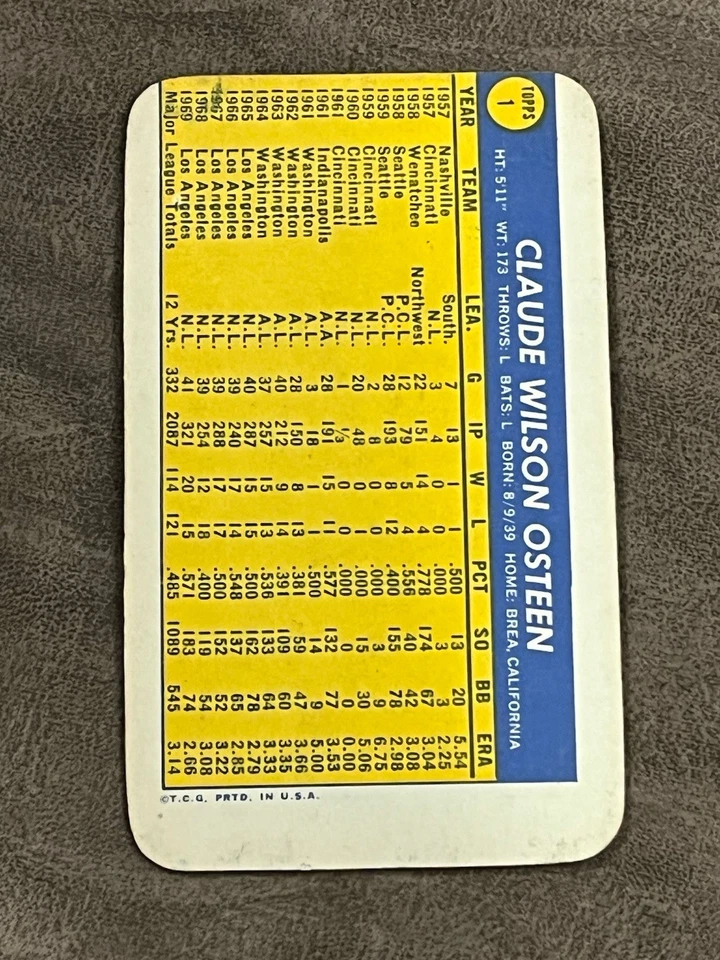 TOPPS
1
CLAUDE WILSON OSTEEN
HT: 5'11" WT: 173 THROWS: L BATS: L BORN: 8/9/39 HOME: BREA, CALIFORNIA
YEAR TEAM LEA. G IP W L PCT SO BB ERA
1957 Nashville South. 7 13 1 1 .500 13 20 5.54
1957 Cincinnati N.L. 3 4 0 0 .000 3 3 2.25
1958 Wenatchee Northwest 22 151 14 4 .778 174 67 3.04
1958 Seattle P.C.L. 12 79 5 4 .556 40 42 3.08
1959 Seattle P.C.L. 28 193 8 12 .400 155 78 2.98
1959 Cincinnati N.L. 2 8 0 0 .000 3 9 6.75
1960 Cincinnati N.L. 20 48 0 1 .000 15 30 5.06
1961 Cincinnati N.L. 1 ⅓ 0 0 .000 0 0 0.00
1961 Indianapolis A.A 28 191 15 11 .577 132 77 3.53
1961 Washington A.L. 3 18 1 1 .500 14 9 5.00
1962 Washington A.L. 28 150 8 13 .381 59 47 3.66
1963 Washington A.L. 40 212 9 14 .391 109 60 3.35
1964 Washington A.L. 37 257 15 13 .536 133 64 3.33
1965 Los Angeles N.L. 40 287 15 15 .500 162 78 2.79
1966 Los Angeles N.L. 39 240 17 14 .548 137 65 2.85
1967 Los Angeles N.L. 39 288 17 17 .500 152 52 3.22
1968 Los Angeles N.L. 39 254 12 18 .400 119 54 3.08
1969 Los Angeles N.L. 41 321 20 15 .571 183 74 2.66
Major League Totals 12 Yrs. 332 2087 114 121 .485 1089 545 3.14
©T.C.G. PRTD. IN U.S.A.